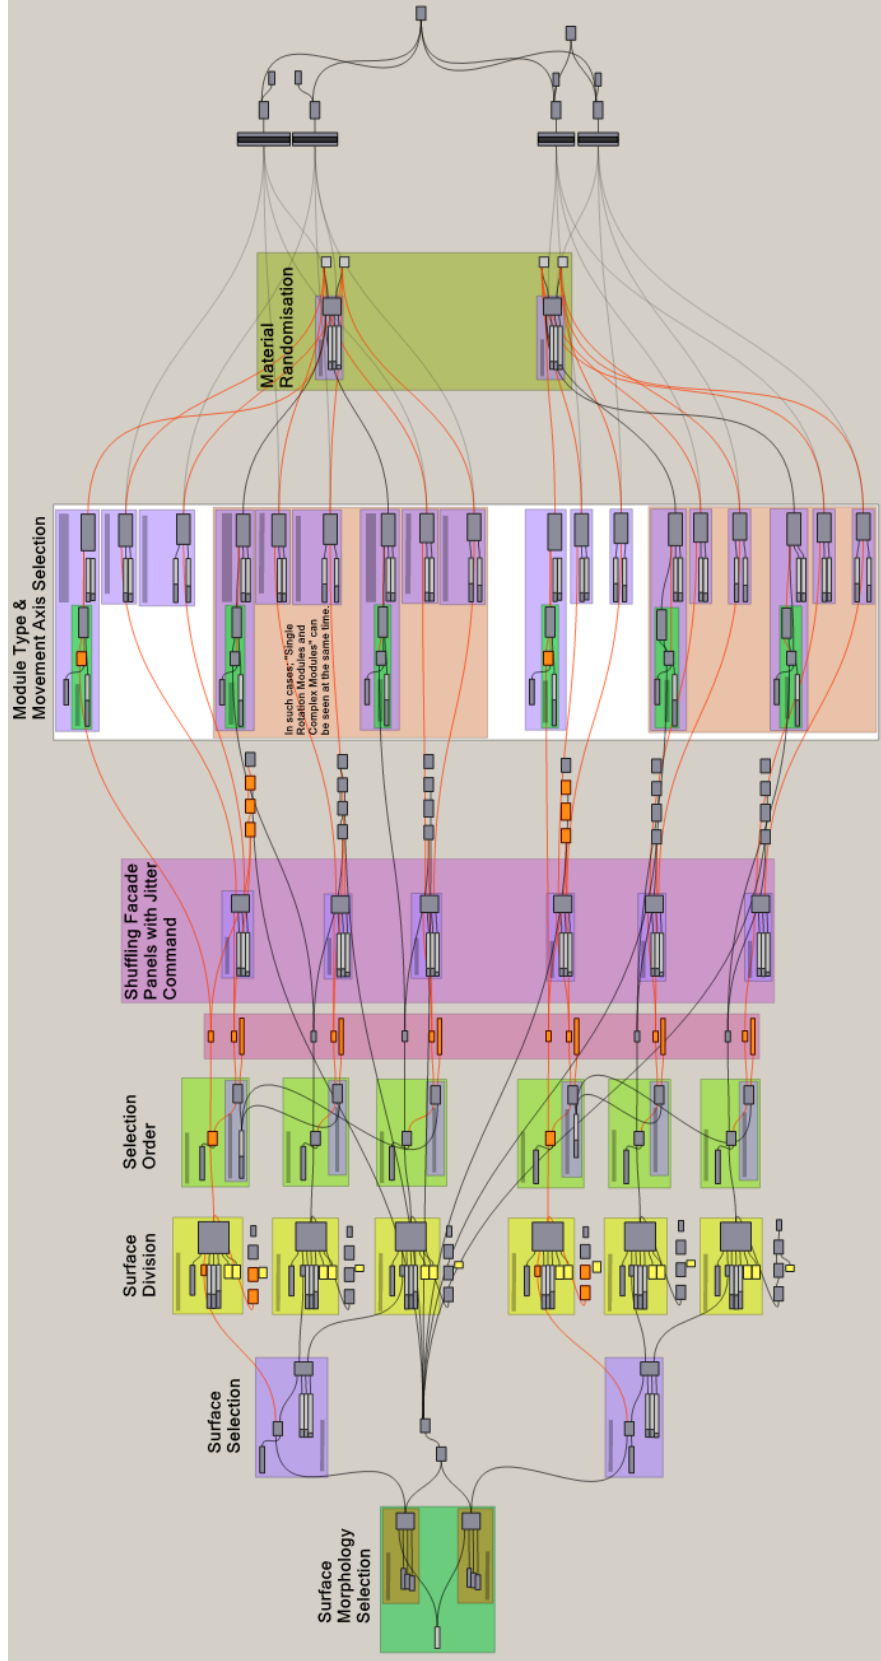 Material
Randomisation
Module Type &
Movement Axis Selection
In such cases; "Single
Rotation Modules and
Complex Modules" can
be seen at the same time.
Shuffling Facade
Panels with Jitter
Command
Selection
Order
Surface
Division
Surface
Selection
Surface
Morphology
Selection